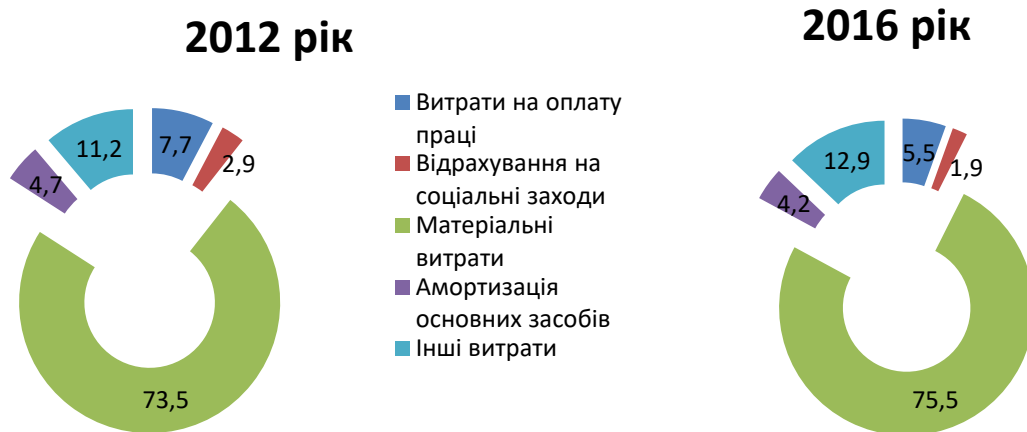 2012 рік
11,2
7,7
2,9
4,7
73,5
Витрати на оплату
праці
Відрахування на
соціальні заходи
Матеріальні
витрати
Амортизація
основних засобів
Інші витрати
2016 рік
12,9
5,5
1,9
4,2
75,5